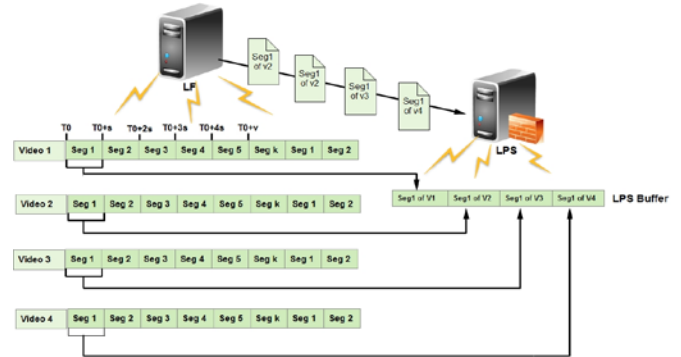 LF
Seg1 of v2
Seg1 of v2
Seg1 of v3
Seg1 of v4
LPS
T0 T0+s T0+2s T0+3s T0+4s T0+v
Video 1 Seg 1 Seg 2 Seg 3 Seg 4 Seg 5 Seg k Seg 1 Seg 2
Seg1 of V1 Seg1 of V2 Seg1 of V3 Seg1 of V4 LPS Buffer
Video 2 Seg 1 Seg 2 Seg 3 Seg 4 Seg 5 Seg k Seg 1 Seg 2
Video 3 Seg 1 Seg 2 Seg 3 Seg 4 Seg 5 Seg k Seg 1 Seg 2
Video 4 Seg 1 Seg 2 Seg 3 Seg 4 Seg 5 Seg k Seg 1 Seg 2